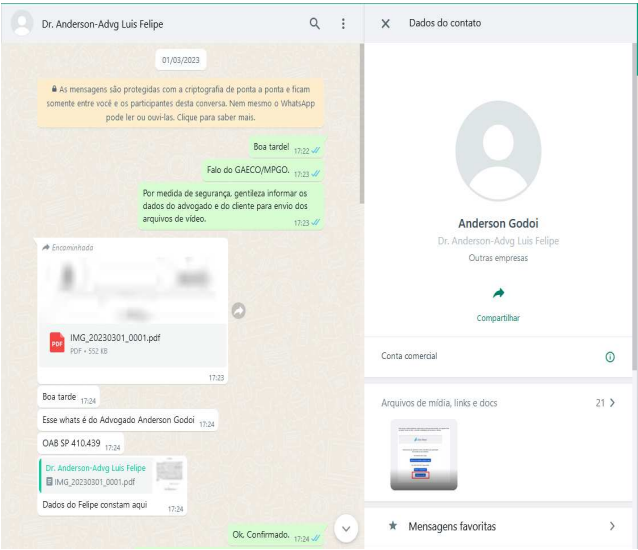 Dr. Anderson-Advg Luis Felipe
01/03/2023
As mensagens são protegidas com a criptografia de ponta a ponta e ficam
somente entre você e os participantes desta conversa. Nem mesmo o WhatsApp
pode ler ou ouvi-las. Clique para saber mais.
Boa tarde! 17:22
Falo do GAECO/MPGO. 17:23
Por medida de segurança, gentileza informar os
dados do advogado e do cliente para envio dos
arquivos de vídeo. 17:23
Encaminhada
IMG_20230301_0001.pdf
PDF • 552 KB
17:23
Boa tarde 17:24
Esse whats é do Advogado Anderson Godoi 17:24
OAB SP 410.439 17:24
Dr. Anderson-Advg Luis Felipe
IMG_20230301_0001.pdf
Dados do Felipe constam aqui 17:24
Ok. Confirmado. 17:24
Dados do contato
Anderson Godoi
Dr. Anderson-Advg Luis Felipe
Outras empresas
Compartilhar
Conta comercial
Arquivos de mídia, links e docs 21
Mensagens favoritas